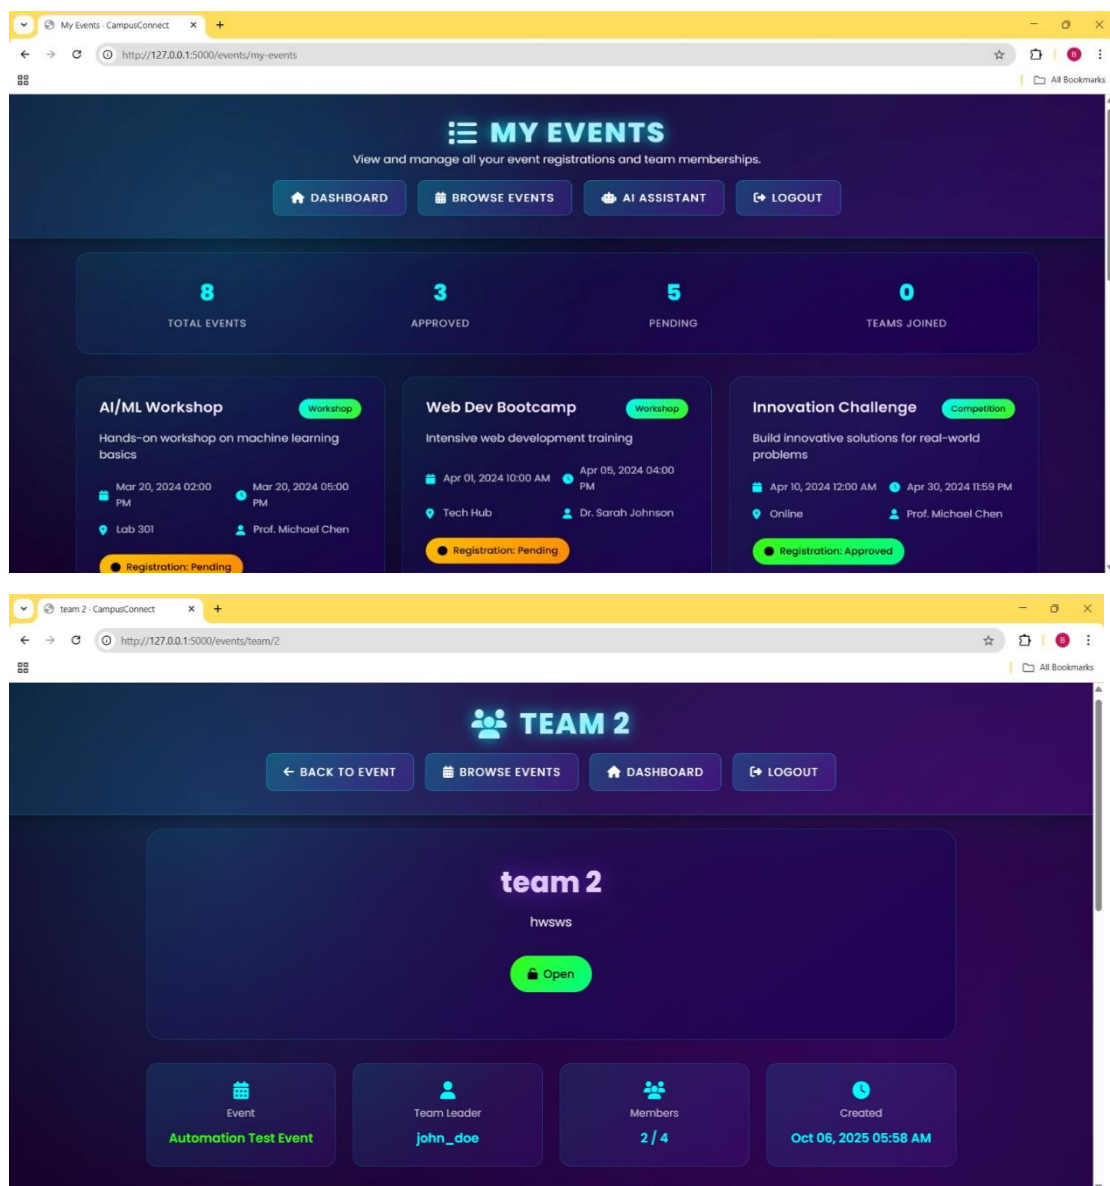 My Events - CampusConnect
http://127.0.0.1:5000/events/my-events
B
All Bookmarks
MY EVENTS
View and manage all your event registrations and team memberships.
DASHBOARD BROWSE EVENTS AI ASSISTANT LOGOUT
8 3 5 0
TOTAL EVENTS APPROVED PENDING TEAMS JOINED
AI/ML Workshop Workshop
Hands-on workshop on machine learning
basics
Mar 20, 2024 02:00
PM
Mar 20, 2024 05:00
PM
Lab 301 Prof. Michael Chen
Registration: Pending
Web Dev Bootcamp Workshop
Intensive web development training
Apr 01, 2024 10:00 AM
Apr 05, 2024 04:00
PM
Tech Hub Dr. Sarah Johnson
Registration: Pending
Innovation Challenge Competition
Build innovative solutions for real-world
problems
Apr 10, 2024 12:00 AM Apr 30, 2024 11:59 PM
Online Prof. Michael Chen
Registration: Approved
team 2 - CampusConnect
http://127.0.0.1:5000/events/team/2
B
All Bookmarks
TEAM 2
BACK TO EVENT BROWSE EVENTS DASHBOARD LOGOUT
team 2
hwsws
Open
Event Team Leader Members Created
Automation Test Event john_doe 2 / 4 Oct 06, 2025 05:58 AM